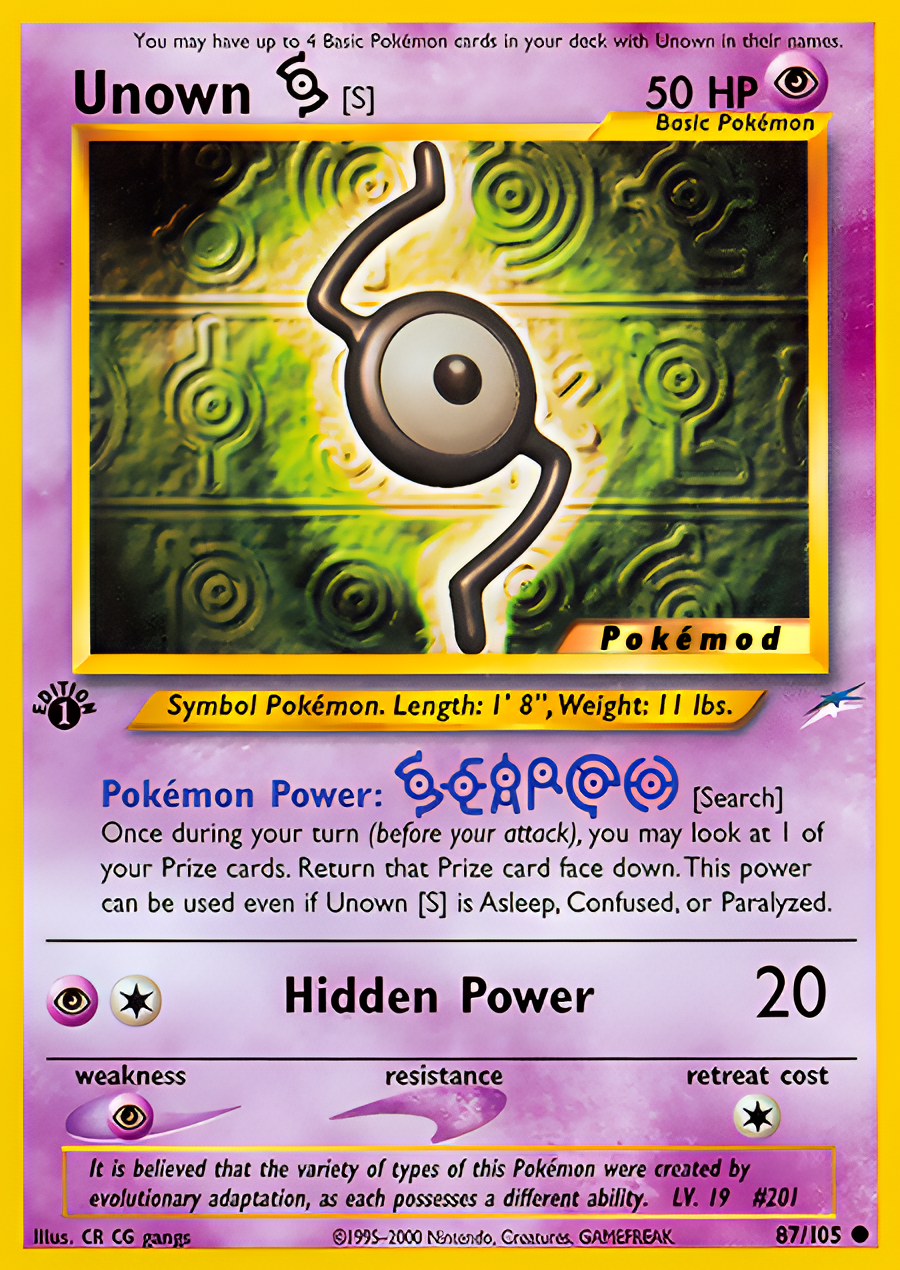 You may have up to 4 Basic Pokémon cards in your deck with Unown in their names.
Unown S [S] 50 HP
Basic Pokémon
Pokémod
EDITION 1
Symbol Pokémon. Length: 1' 8", Weight: 11 lbs.
Pokémon Power: SEARCH [Search]
Once during your turn (before your attack), you may look at 1 of
your Prize cards. Return that Prize card face down. This power
can be used even if Unown [S] is Asleep, Confused, or Paralyzed.
Hidden Power 20
weakness resistance retreat cost
It is believed that the variety of types of this Pokémon were created by
evolutionary adaptation, as each possesses a different ability. LV. 19 #201
Illus. CR CG gangs ©1995-2000 Nintendo, Creatures, GAMEFREAK 87/105